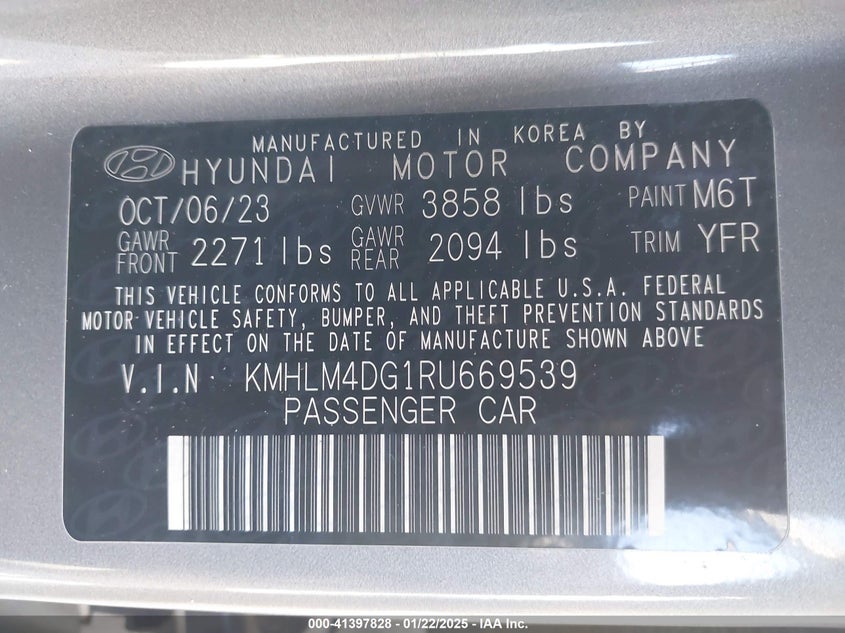 MANUFACTURED IN KOREA BY
HYUNDAI MOTOR COMPANY
OCT/06/23 GVWR 3858 lbs PAINT M6T
GAWR FRONT 2271 lbs GAWR REAR 2094 lbs TRIM YFR
THIS VEHICLE CONFORMS TO ALL APPLICABLE U.S.A. FEDERAL
MOTOR VEHICLE SAFETY, BUMPER, AND THEFT PREVENTION STANDARDS
IN EFFECT ON THE DATE OF MANUFACTURE SHOWN ABOVE
V.I.N KMHLM4DG1RU669539
PASSENGER CAR
000-41397828 - 01/22/2025 - IAA Inc.